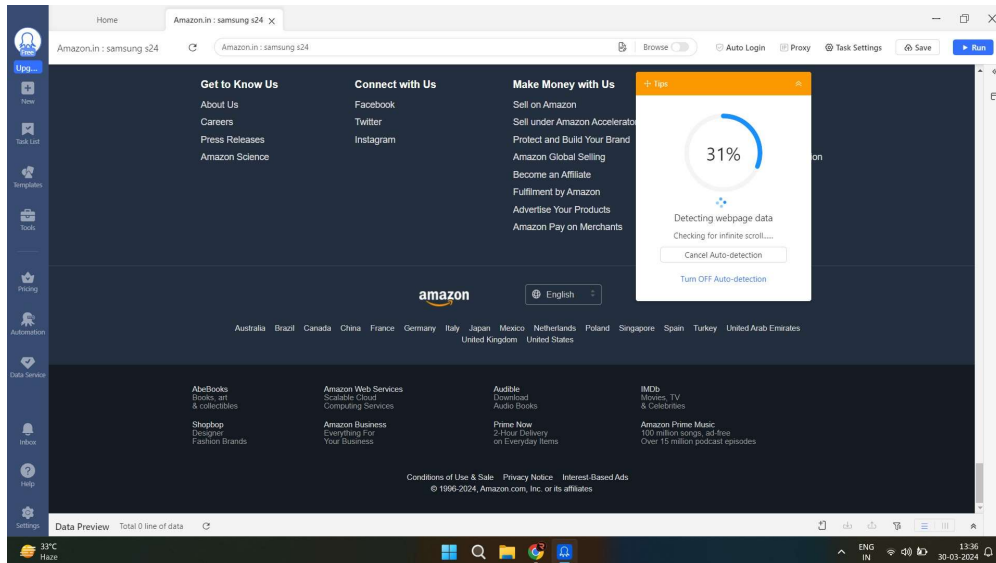 Home
Amazon.in : samsung s24
Free
Amazon.in : samsung s24
Amazon.in : samsung s24
Browse
Auto Login
Proxy
Task Settings
Save
Run
Upg...
New
Task List
Templates
Tools
Pricing
Automation
Data Service
Inbox
Help
Settings
Get to Know Us
About Us
Careers
Press Releases
Amazon Science
Connect with Us
Facebook
Twitter
Instagram
Make Money with Us
Sell on Amazon
Sell under Amazon Accelerato
Protect and Build Your Brand
Amazon Global Selling
Become an Affiliate
Fulfilment by Amazon
Advertise Your Products
Amazon Pay on Merchants
on
Tips
31%
Detecting webpage data
Checking for infinite scroll.....
Cancel Auto-detection
Turn OFF Auto-detection
amazon
English
Australia Brazil Canada China France Germany Italy Japan Mexico Netherlands Poland Singapore Spain Turkey United Arab Emirates
United Kingdom United States
AbeBooks
Books, art
& collectibles
Amazon Web Services
Scalable Cloud
Computing Services
Audible
Download
Audio Books
IMDb
Movies, TV
& Celebrities
Shopbop
Designer
Fashion Brands
Amazon Business
Everything For
Your Business
Prime Now
2-Hour Delivery
on Everyday Items
Amazon Prime Music
100 million songs, ad-free
Over 15 million podcast episodes
Conditions of Use & Sale Privacy Notice Interest-Based Ads
© 1996-2024, Amazon.com, Inc. or its affiliates
Data Preview Total 0 line of data
33°C
Haze
ENG
IN
13:36
30-03-2024